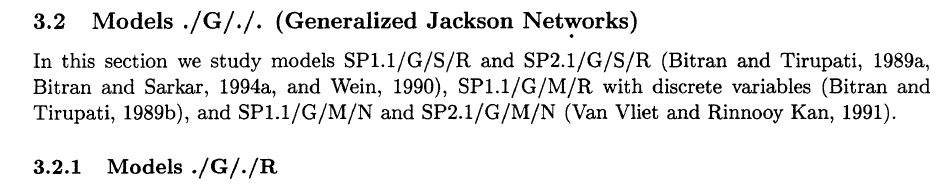 3.2 Models ./G/./. (Generalized Jackson Networks)
In this section we study models SP1.1/G/S/R and SP2.1/G/S/R (Bitran and Tirupati, 1989a,
Bitran and Sarkar, 1994a, and Wein, 1990), SP1.1/G/M/R with discrete variables (Bitran and
Tirupati, 1989b), and SP1.1/G/M/N and SP2.1/G/M/N (Van Vliet and Rinnooy Kan, 1991).
3.2.1 Models ./G/./R